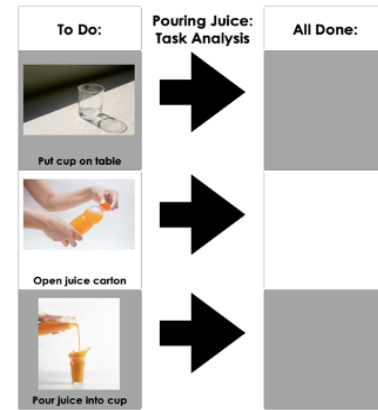 To Do:
Pouring Juice:
Task Analysis
All Done:
Put cup on table
Open juice carton
Pour juice into cup